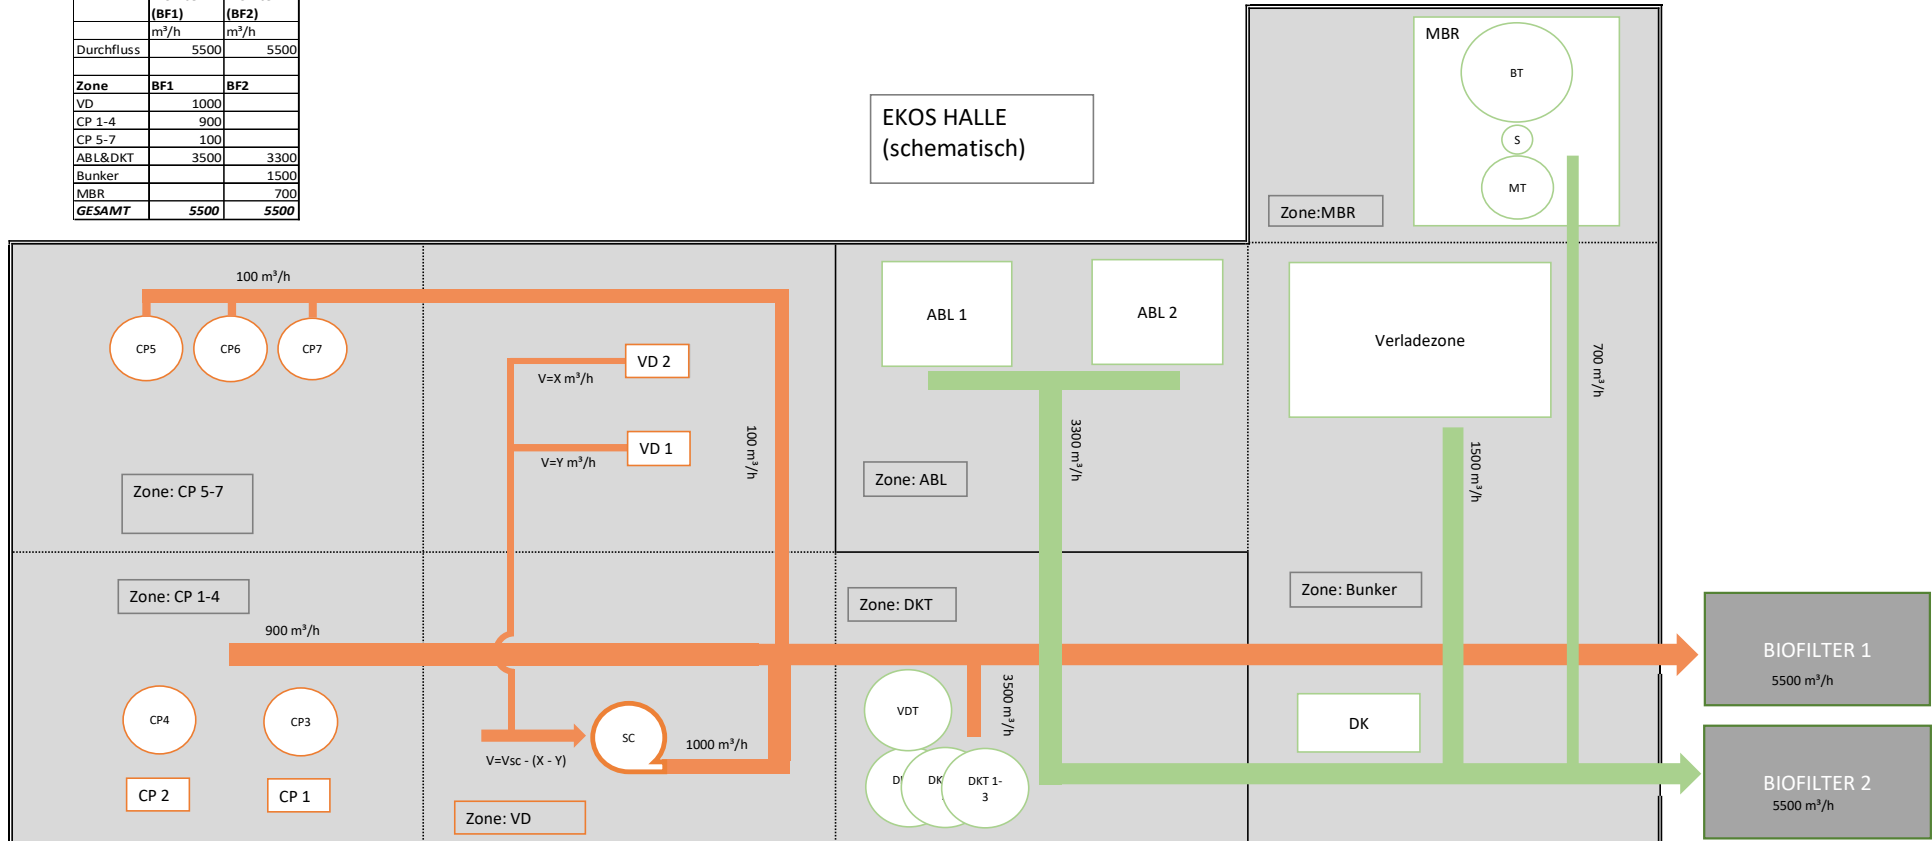 (BF1) (BF2)
m³/h m³/h
Durchfluss 5500 5500
Zone BF1 BF2
VD 1000
CP 1-4 900
CP 5-7 100
ABL&DKT 3500 3300
Bunker 1500
MBR 700
GESAMT 5500 5500
EKOS HALLE
(schematisch)
MBR
BT
S
MT
Zone:MBR
100 m³/h
CP5
CP6
CP7
Zone: CP 5-7
VD 2
V=X m³/h
VD 1
V=Y m³/h
100 m³/h
ABL 1
ABL 2
3300 m³/h
Zone: ABL
Verladezone
700 m³/h
1500 m³/h
Zone: CP 1-4
900 m³/h
CP4
CP3
CP 2
CP 1
SC
1000 m³/h
V=Vsc - (X - Y)
Zone: VD
Zone: DKT
VDT
3500 m³/h
DK
DKT 1-
3
Zone: Bunker
DK
BIOFILTER 1
5500 m³/h
BIOFILTER 2
5500 m³/h